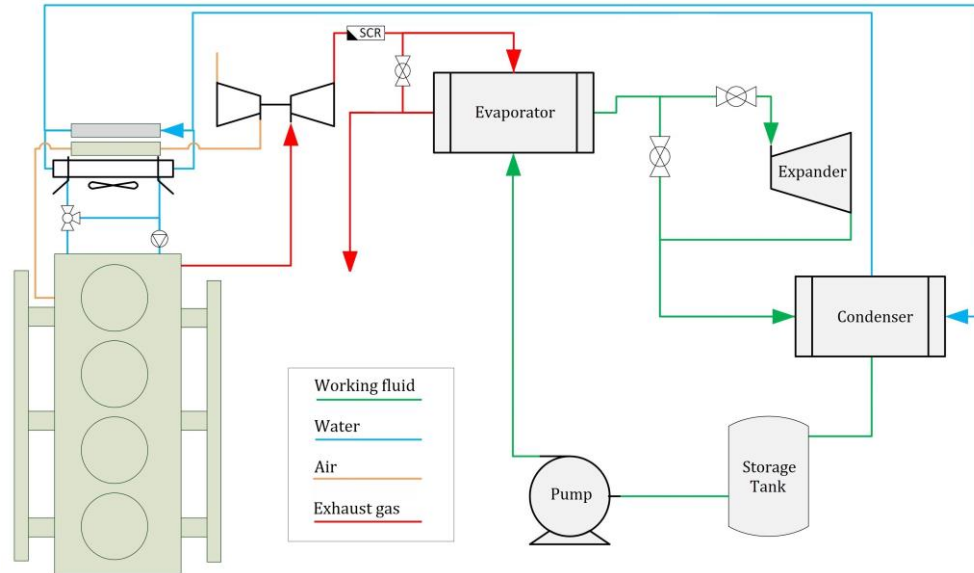 SCR
Evaporator
Expander
Condenser
Working fluid
Water
Air
Exhaust gas
Pump
Storage
Tank